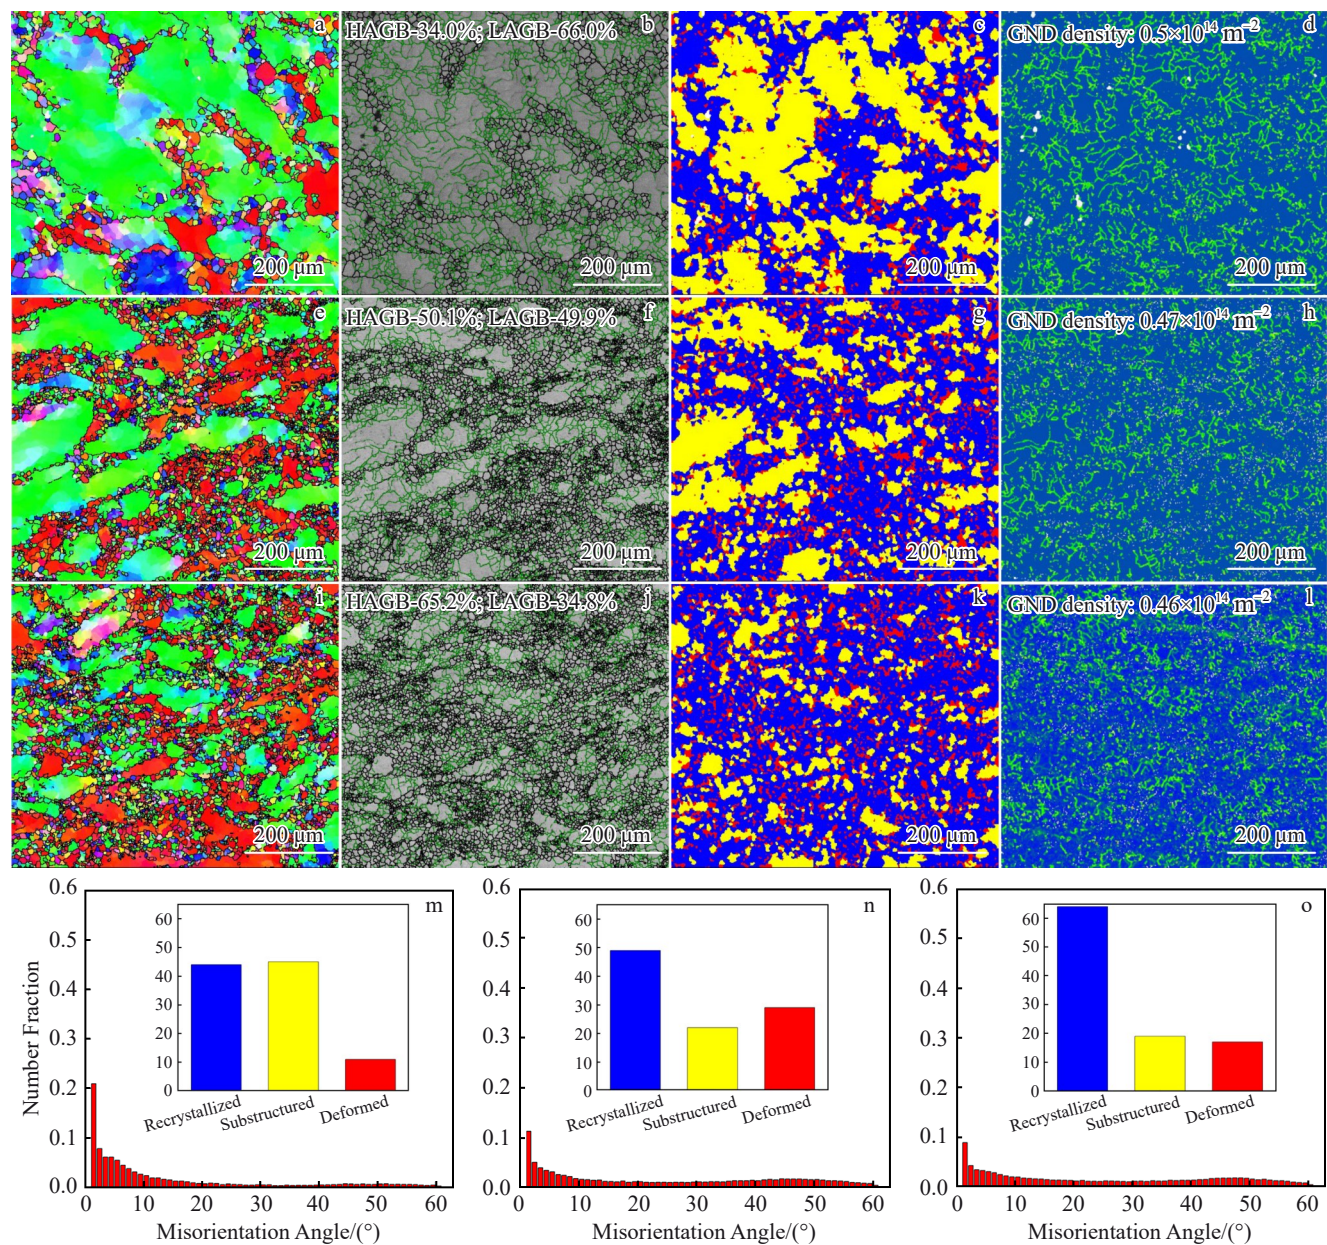 a
HAGB-34.0%; LAGB-66.0%
b
c
GND density: 0.5×10¹⁴ m⁻²
d
200 μm
200 μm
200 μm
200 μm
e
HAGB-50.1%; LAGB-49.9%
f
g
GND density: 0.47×10¹⁴ m⁻²
h
200 μm
200 μm
200 μm
200 μm
i
HAGB-65.2%; LAGB-34.8%
j
k
GND density: 0.46×10¹⁴ m⁻²
l
200 μm
200 μm
200 μm
200 μm
Number Fraction
0.6
0.5
0.4
0.3
0.2
0.1
0.0
0 10 20 30 40 50 60
Misorientation Angle/(°)
m
60
50
40
30
20
10
0
Recrystallized
Substructured
Deformed
0.6
0.5
0.4
0.3
0.2
0.1
0.0
0 10 20 30 40 50 60
Misorientation Angle/(°)
n
60
50
40
30
20
10
0
Recrystallized
Substructured
Deformed
0.6
0.5
0.4
0.3
0.2
0.1
0.0
0 10 20 30 40 50 60
Misorientation Angle/(°)
o
60
50
40
30
20
10
0
Recrystallized
Substructured
Deformed